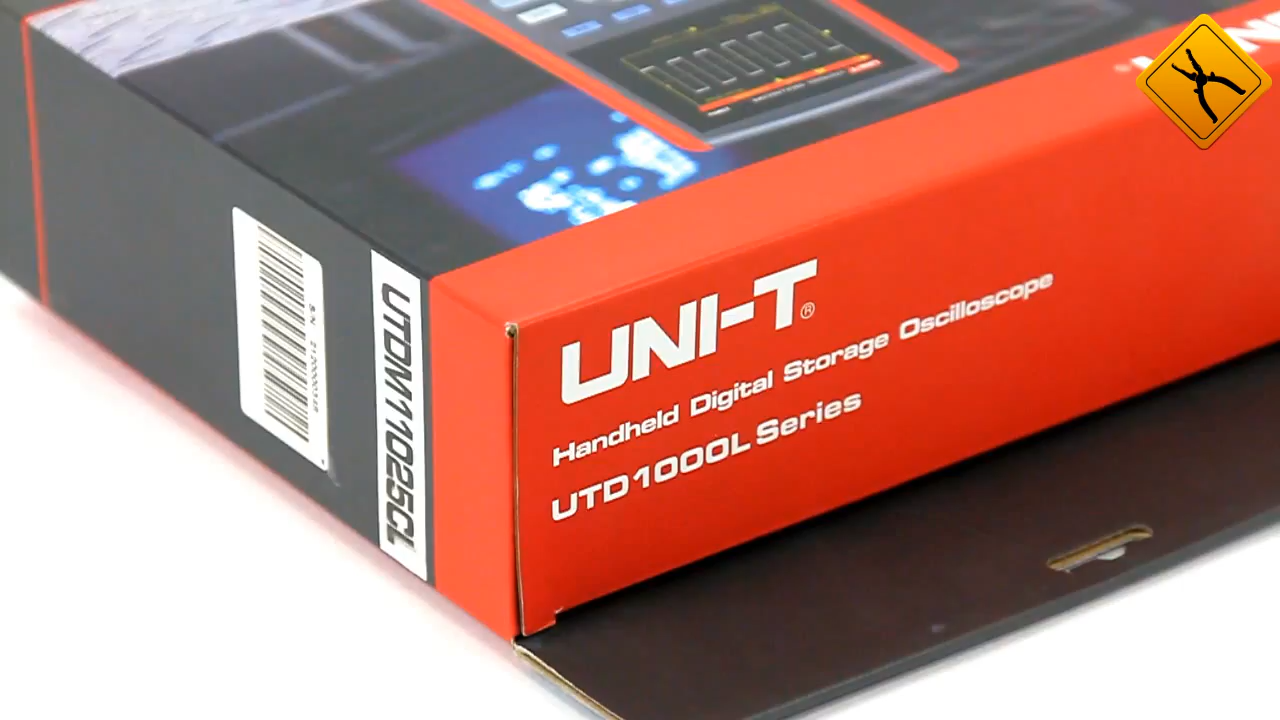 UNI-T®
Handheld Digital Storage Oscilloscope
UTD1000L Series
UTDM11025CL